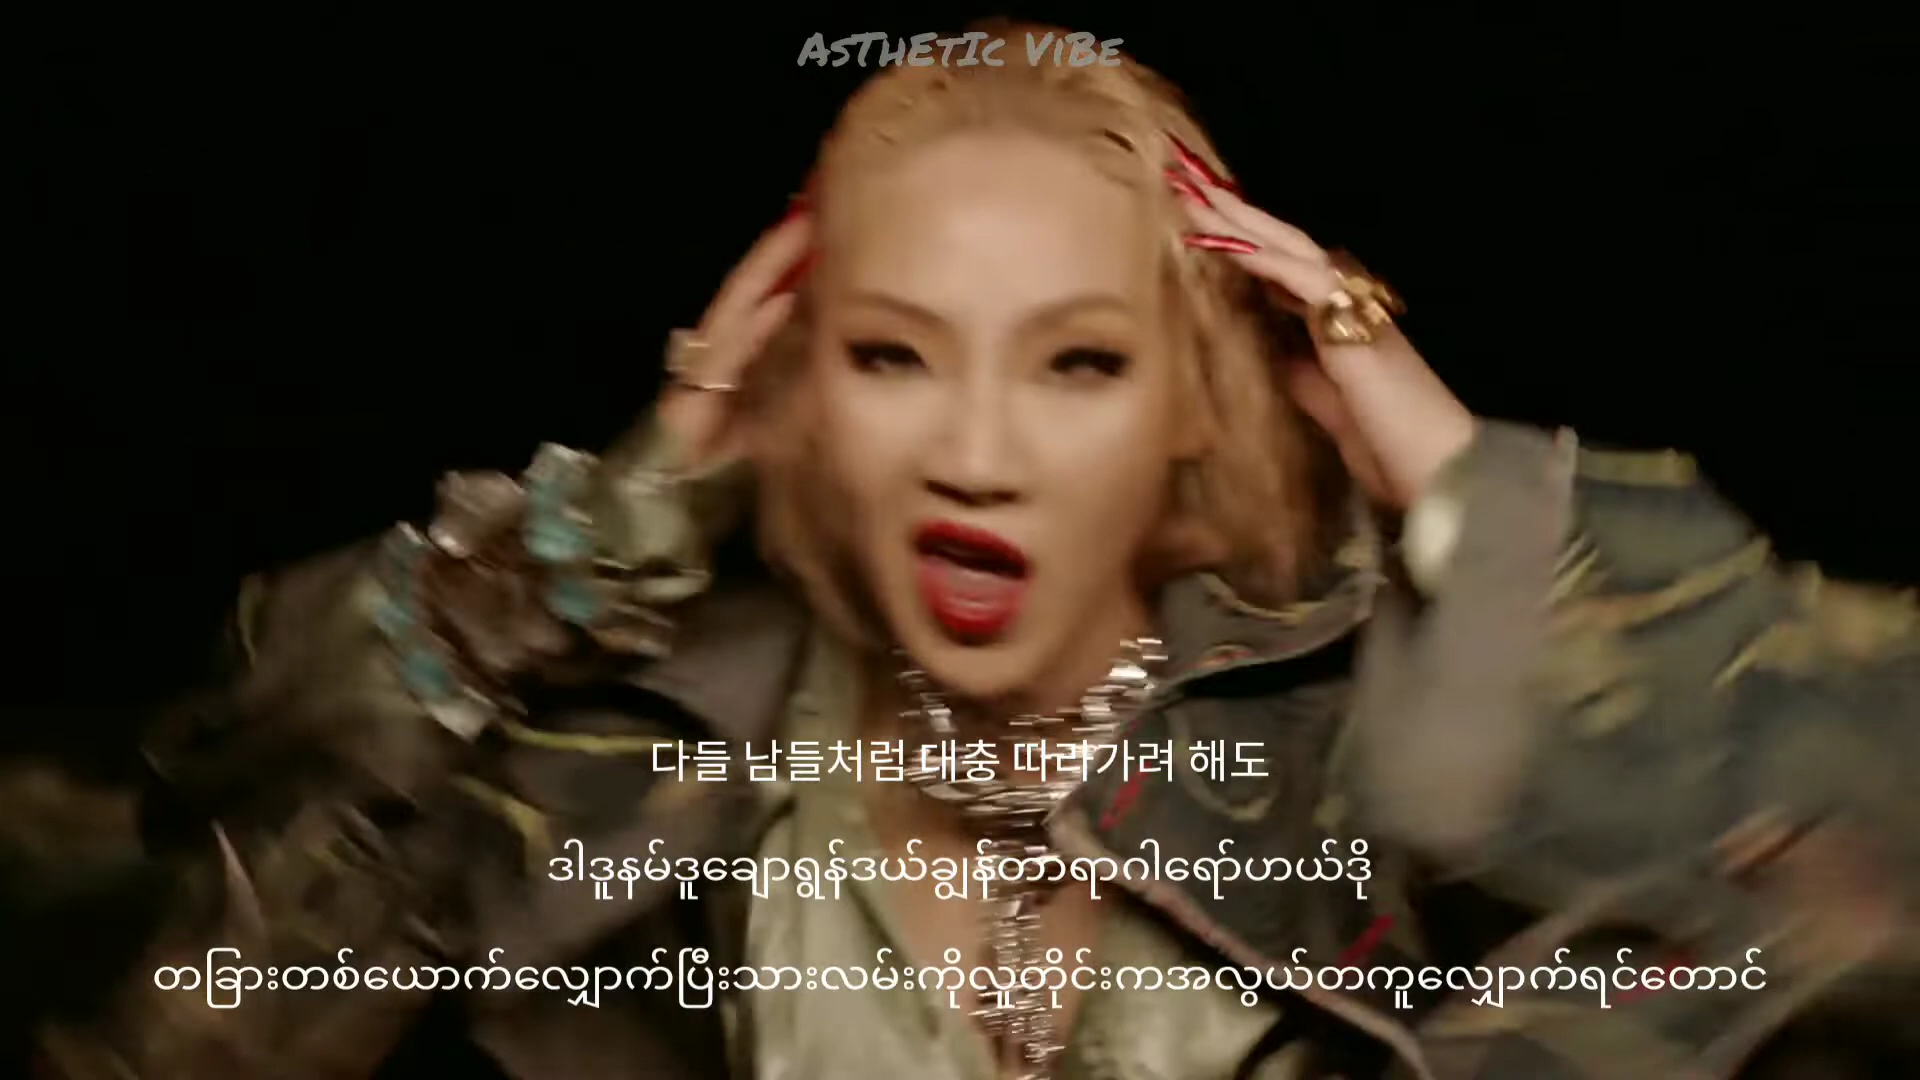 AsTHETIc ViBe
다들 남들처럼 대충 따라가려 해도
ဒါဒူနမ်ဒူချောရွန်ဒယ်ချွန်တာရာဂါရော်ဟယ်ဒို
တခြားတစ်ယောက်လျှောက်ပြီးသားလမ်းကိုလူတိုင်းကအလွယ်တကူလျှောက်ရင်တောင်